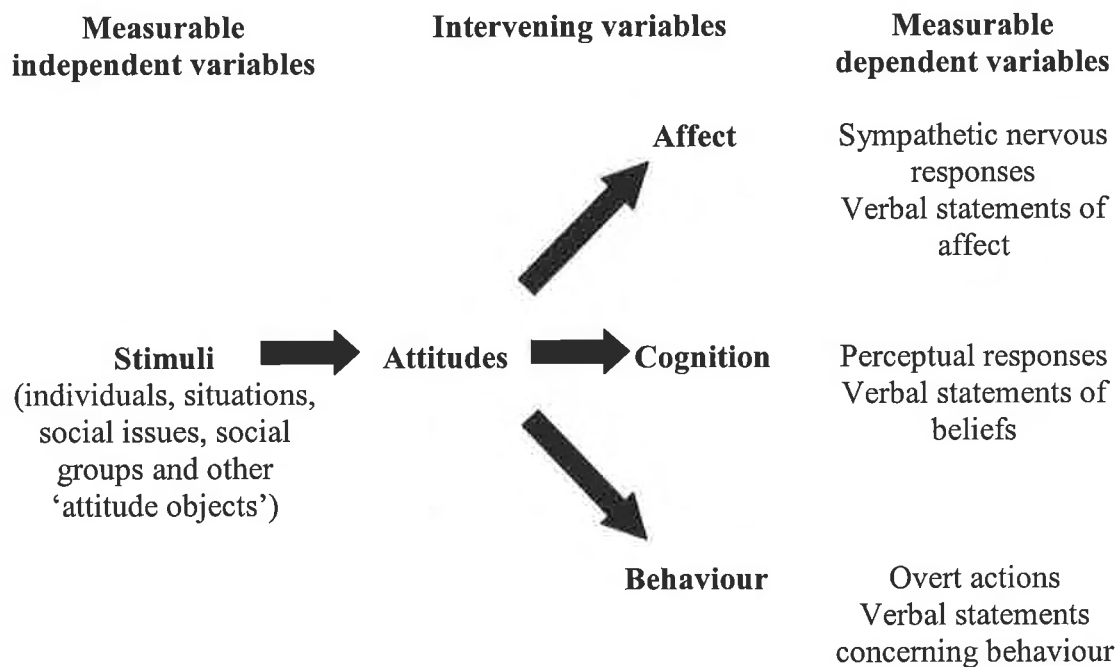 Measurable
independent variables
Intervening variables
Measurable
dependent variables
Affect
Sympathetic nervous
responses
Verbal statements of
affect
Stimuli
(individuals, situations,
social issues, social
groups and other
‘attitude objects’)
Attitudes
Cognition
Perceptual responses
Verbal statements of
beliefs
Behaviour
Overt actions
Verbal statements
concerning behaviour